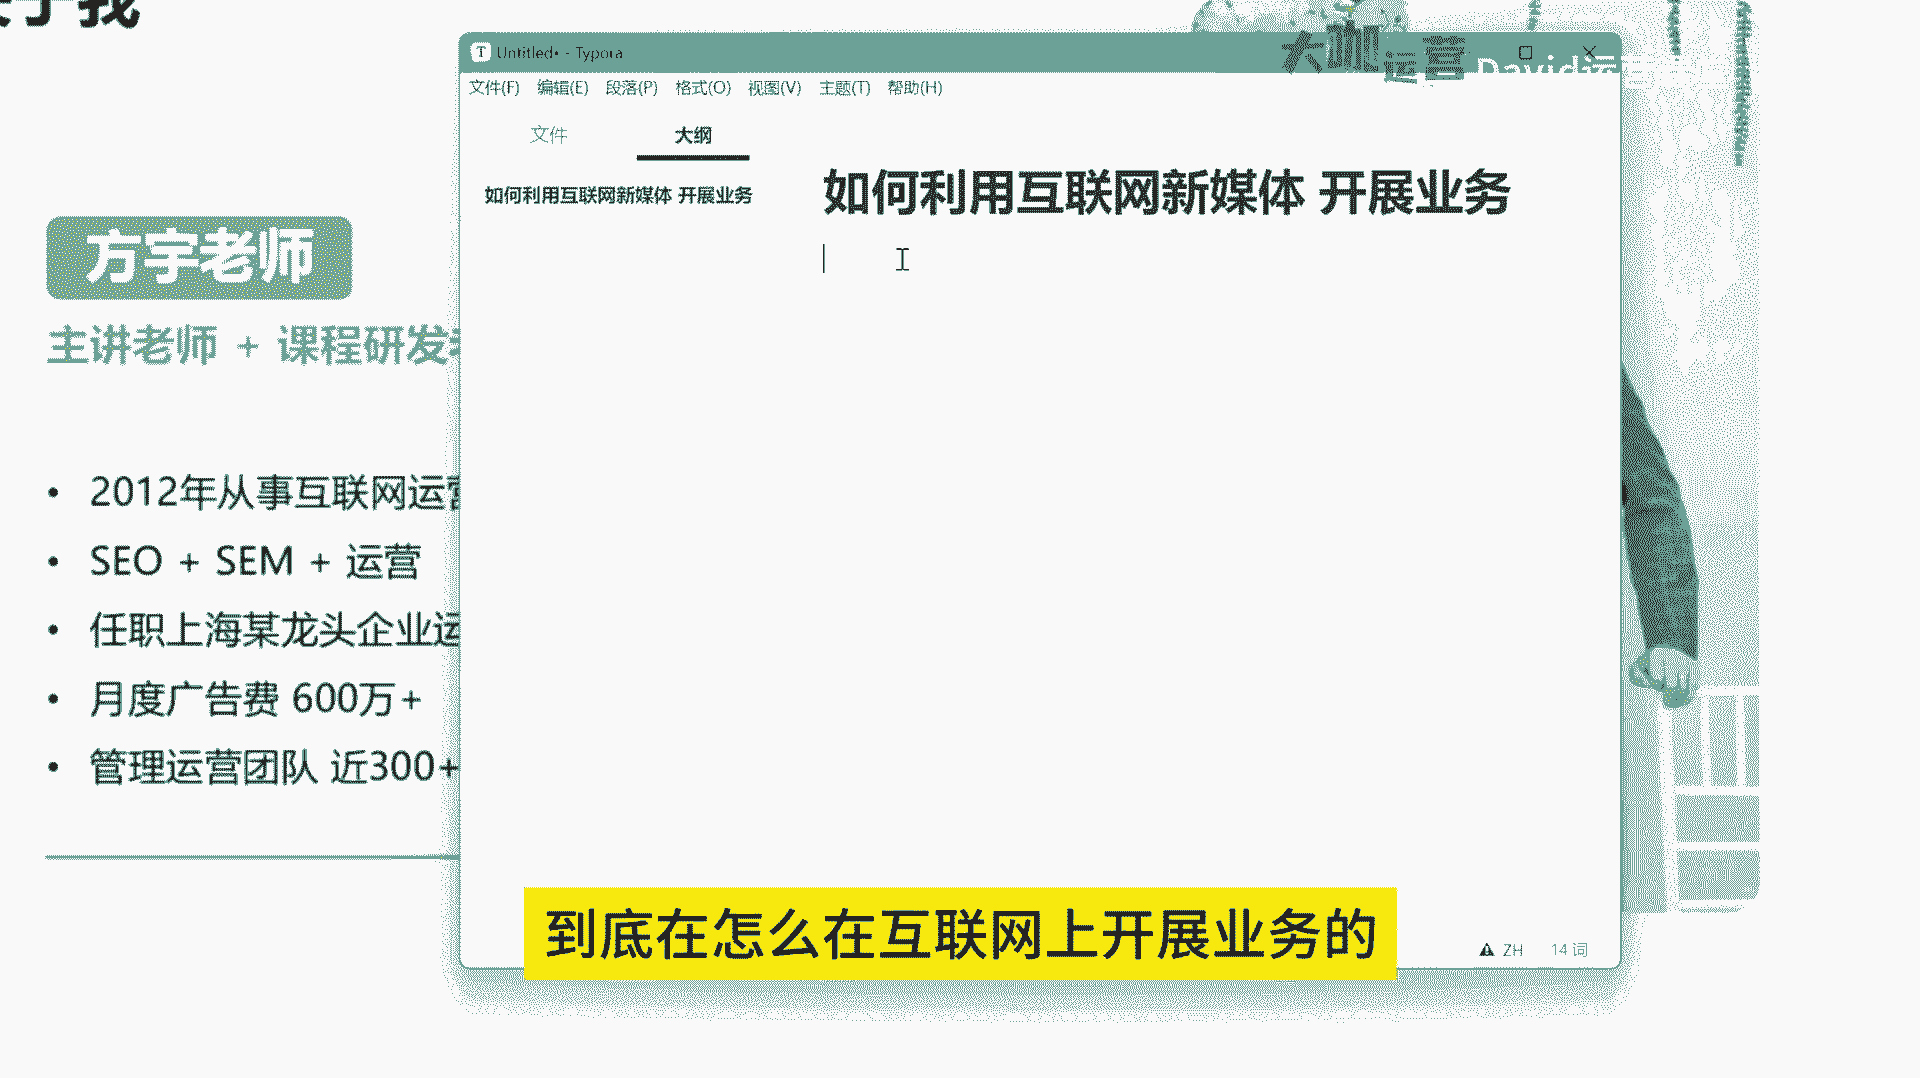 关于我
方宇老师
主讲老师 + 课程研发
2012年从事互联网运营
SEO + SEM + 运营
任职上海某龙头企业运
月度广告费 600万+
管理运营团队 近300+
Untitled• - Typora
大咖运营 David运营
文件(F) 编辑(E) 段落(P) 格式(O) 视图(V) 主题(T) 帮助(H)
文件 大纲
如何利用互联网新媒体 开展业务
如何利用互联网新媒体 开展业务
到底在怎么在互联网上开展业务的
ZH 14 词